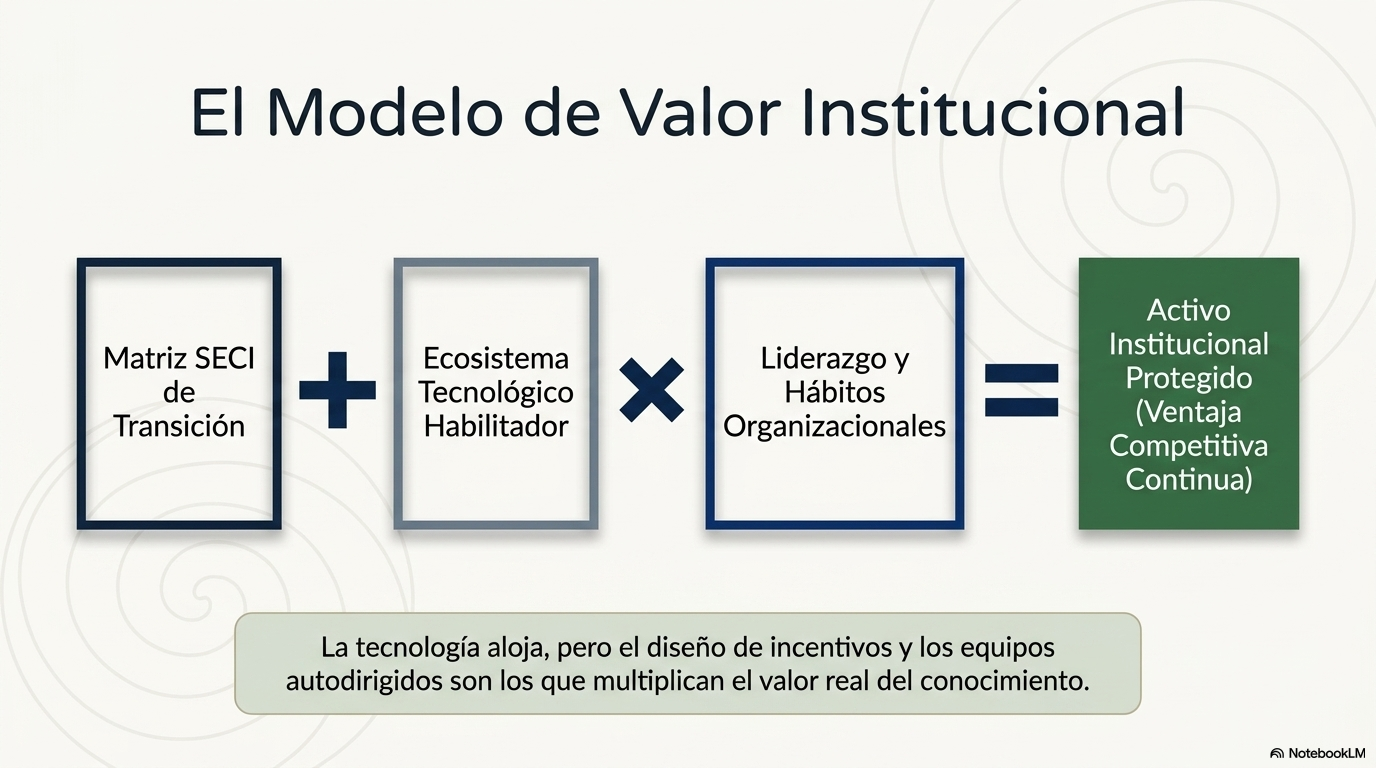 El Modelo de Valor Institucional
Matriz SECI
de
Transición
+
Ecosistema
Tecnológico
Habilitador
×
Liderazgo y
Hábitos
Organizacionales
=
Activo
Institucional
Protegido
(Ventaja
Competitiva
Continua)
La tecnología aloja, pero el diseño de incentivos y los equipos
autodirigidos son los que multiplican el valor real del conocimiento.
NotebookLM